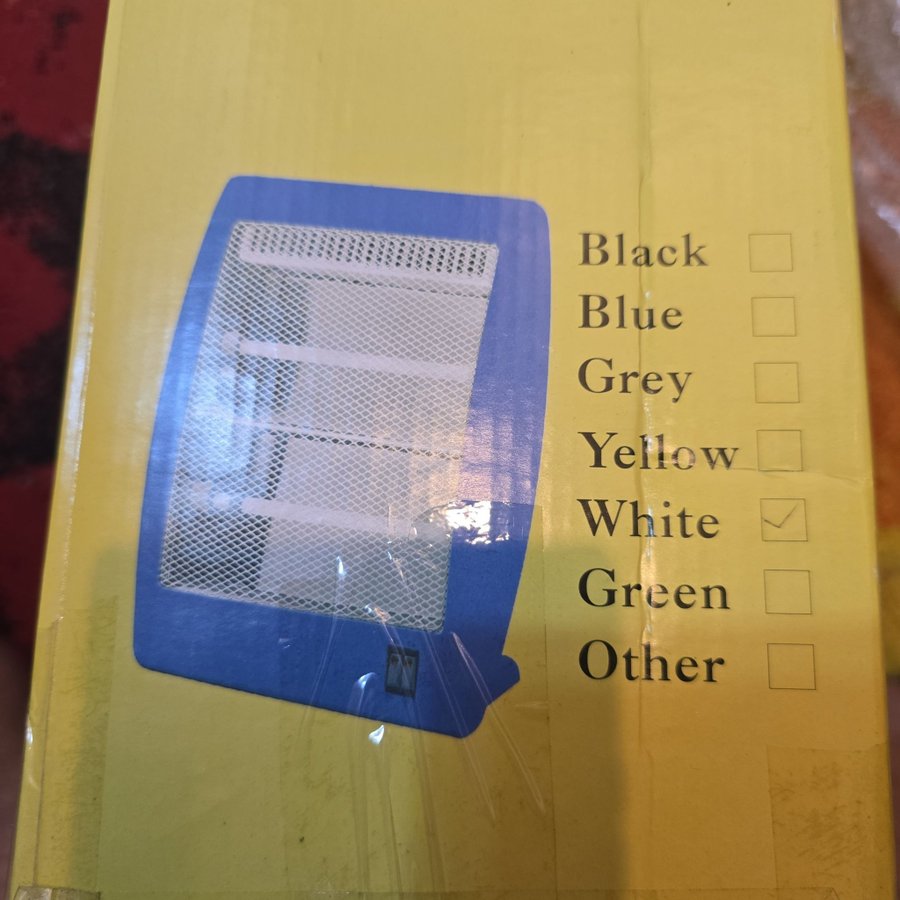 Black
Blue
Grey
Yellow
White
Green
Other